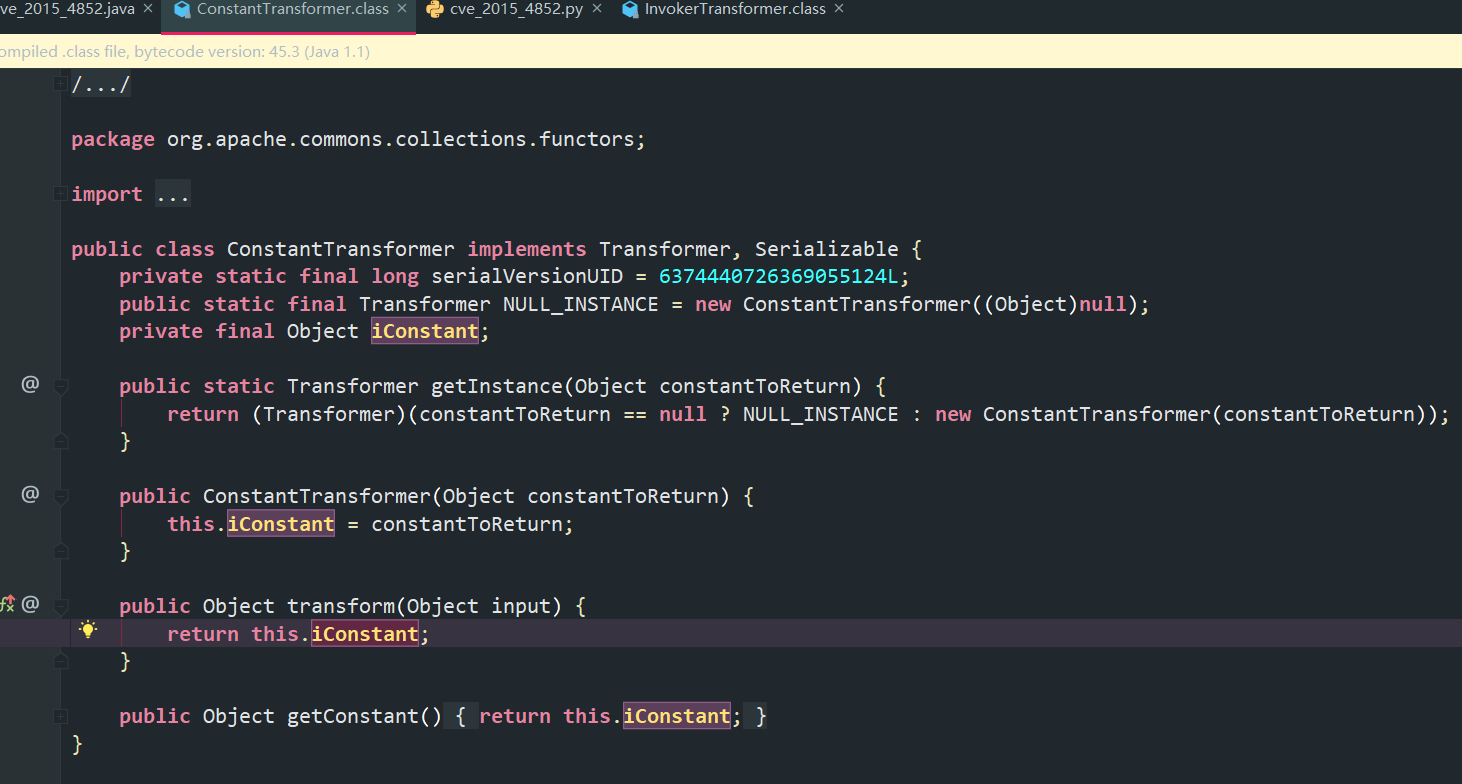 ve_2015_4852.java × ConstantTransformer.class × cve_2015_4852.py × InvokerTransformer.class ×
ompiled .class file, bytecode version: 45.3 (Java 1.1)
/.../
package org.apache.commons.collections.functors;
import ...
public class ConstantTransformer implements Transformer, Serializable {
    private static final long serialVersionUID = 6374440726369055124L;
    public static final Transformer NULL_INSTANCE = new ConstantTransformer((Object)null);
    private final Object iConstant;
@    public static Transformer getInstance(Object constantToReturn) {
        return (Transformer)(constantToReturn == null ? NULL_INSTANCE : new ConstantTransformer(constantToReturn));
    }
@    public ConstantTransformer(Object constantToReturn) {
        this.iConstant = constantToReturn;
    }
@    public Object transform(Object input) {
        return this.iConstant;
    }
    public Object getConstant() { return this.iConstant; }
}